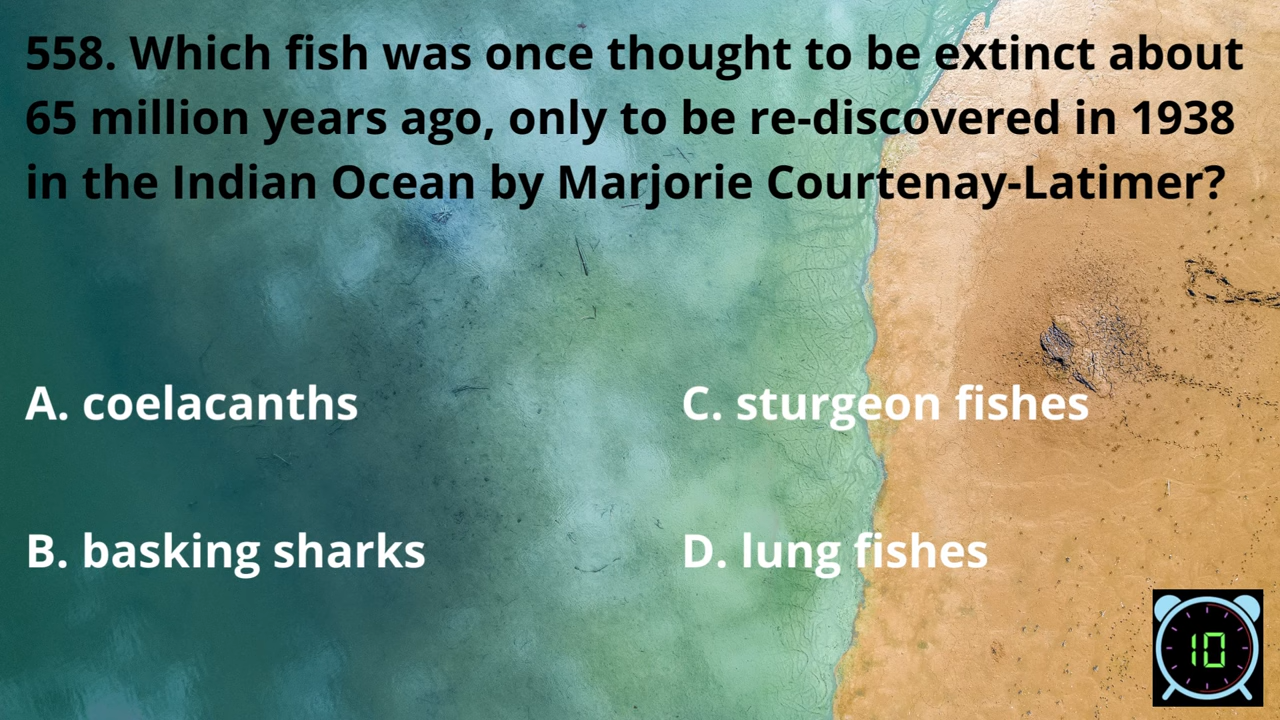 558. Which fish was once thought to be extinct about
65 million years ago, only to be re-discovered in 1938
in the Indian Ocean by Marjorie Courtenay-Latimer?
A. coelacanths
C. sturgeon fishes
B. basking sharks
D. lung fishes
10